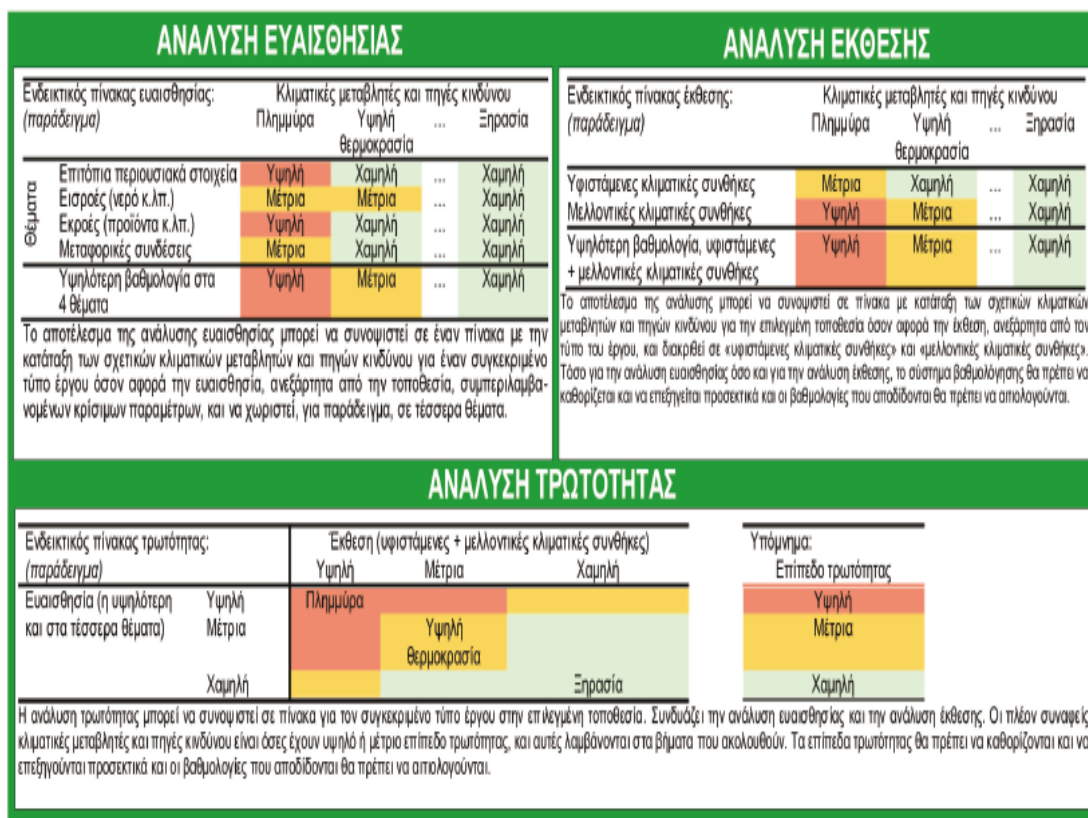 ΑΝΑΛΥΣΗ ΕΥΑΙΣΘΗΣΙΑΣ
Ενδεικτικός πίνακας ευαισθησίας: Κλιματικές μεταβλητές και πηγές κινδύνου
(παράδειγμα) Πλημμύρα Υψηλή ... Ξηρασία
θερμοκρασία
Θέματα
Επιτόπια περιουσιακά στοιχεία Υψηλή Χαμηλή ... Χαμηλή
Εισροές (νερό κ.λπ.) Μέτρια Μέτρια ... Χαμηλή
Εκροές (προϊόντα κ.λπ.) Υψηλή Χαμηλή ... Χαμηλή
Μεταφορικές συνδέσεις Μέτρια Χαμηλή ... Χαμηλή
Υψηλότερη βαθμολογία στα Υψηλή Μέτρια ... Χαμηλή
4 θέματα
Το αποτέλεσμα της ανάλυσης ευαισθησίας μπορεί να συνοψιστεί σε έναν πίνακα με την
κατάταξη των σχετικών κλιματικών μεταβλητών και πηγών κινδύνου για έναν συγκεκριμένο
τύπο έργου όσον αφορά την ευαισθησία, ανεξάρτητα από την τοποθεσία, συμπεριλαμβα-
νομένων κρίσιμων παραμέτρων, και να χωριστεί, για παράδειγμα, σε τέσσερα θέματα.
ΑΝΑΛΥΣΗ ΕΚΘΕΣΗΣ
Ενδεικτικός πίνακας έκθεσης: Κλιματικές μεταβλητές και πηγές κινδύνου
(παράδειγμα) Πλημμύρα Υψηλή ... Ξηρασία
θερμοκρασία
Υφιστάμενες κλιματικές συνθήκες Μέτρια Χαμηλή ... Χαμηλή
Μελλοντικές κλιματικές συνθήκες Υψηλή Μέτρια ... Χαμηλή
Υψηλότερη βαθμολογία, υφιστάμενες Υψηλή Μέτρια ... Χαμηλή
+ μελλοντικές κλιματικές συνθήκες
Το αποτέλεσμα της ανάλυσης μπορεί να συνοψιστεί σε πίνακα με κατάταξη των σχετικών κλιματικών
μεταβλητών και πηγών κινδύνου για την επιλεγμένη τοποθεσία όσον αφορά την έκθεση, ανεξάρτητα από τον
τύπο του έργου, και διακριθεί σε «υφιστάμενες κλιματικές συνθήκες» και «μελλοντικές κλιματικές συνθήκες».
Τόσο για την ανάλυση ευαισθησίας όσο και για την ανάλυση έκθεσης, το σύστημα βαθμολόγησης θα πρέπει να
καθορίζεται και να επεξηγείται προσεκτικά και οι βαθμολογίες που αποδίδονται θα πρέπει να αιτιολογούνται.
ΑΝΑΛΥΣΗ ΤΡΩΤΟΤΗΤΑΣ
Ενδεικτικός πίνακας τρωτότητας: Έκθεση (υφιστάμενες + μελλοντικές κλιματικές συνθήκες)
(παράδειγμα) Υψηλή Μέτρια Χαμηλή
Ευαισθησία (η υψηλότερη Υψηλή Πλημμύρα
και στα τέσσερα θέματα) Μέτρια Υψηλή
θερμοκρασία
Χαμηλή Ξηρασία
Υπόμνημα:
Επίπεδο τρωτότητας
Υψηλή
Μέτρια
Χαμηλή
Η ανάλυση τρωτότητας μπορεί να συνοψιστεί σε πίνακα για τον συγκεκριμένο τύπο έργου στην επιλεγμένη τοποθεσία. Συνδυάζει την ανάλυση ευαισθησίας και την ανάλυση έκθεσης. Οι πλέον συναφείς
κλιματικές μεταβλητές και πηγές κινδύνου είναι όσες έχουν υψηλό ή μέτριο επίπεδο τρωτότητας, και αυτές λαμβάνονται στα βήματα που ακολουθούν. Τα επίπεδα τρωτότητας θα πρέπει να καθορίζονται και να
επεξηγούνται προσεκτικά και οι βαθμολογίες που αποδίδονται θα πρέπει να αιτιολογούνται.